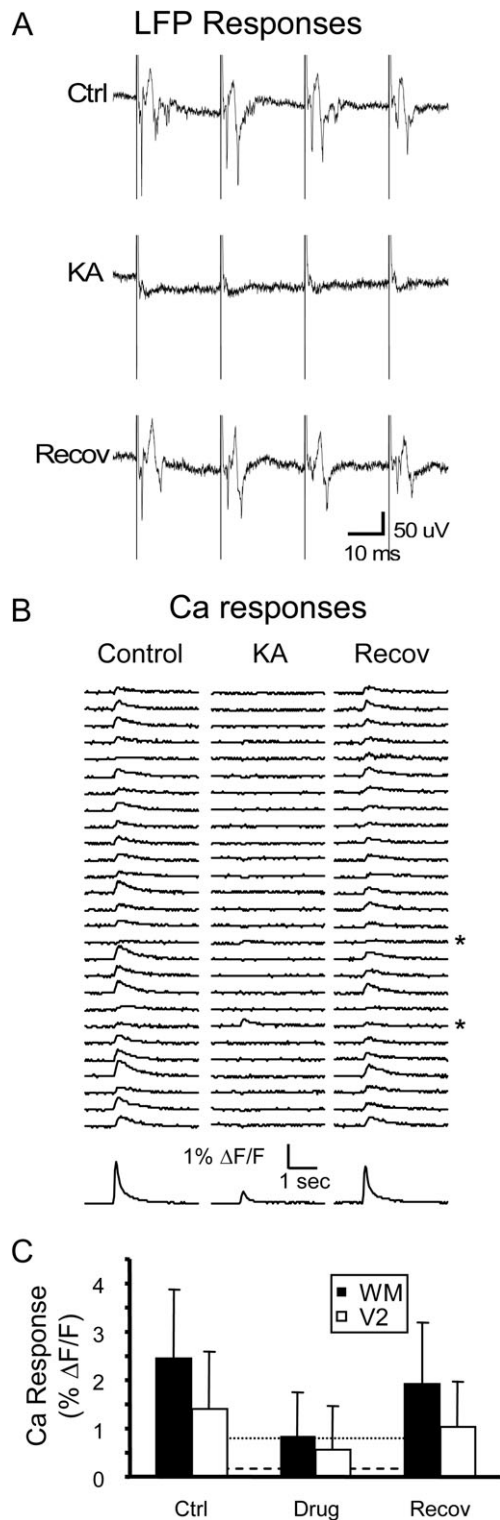 A LFP Responses
Ctrl
KA
Recov
50 uV
10 ms
B Ca responses
Control KA Recov
*
*
1% ΔF/F
1 sec
C
Ca Response
(% ΔF/F)
4
3
2
1
0
WM
V2
Ctrl Drug Recov